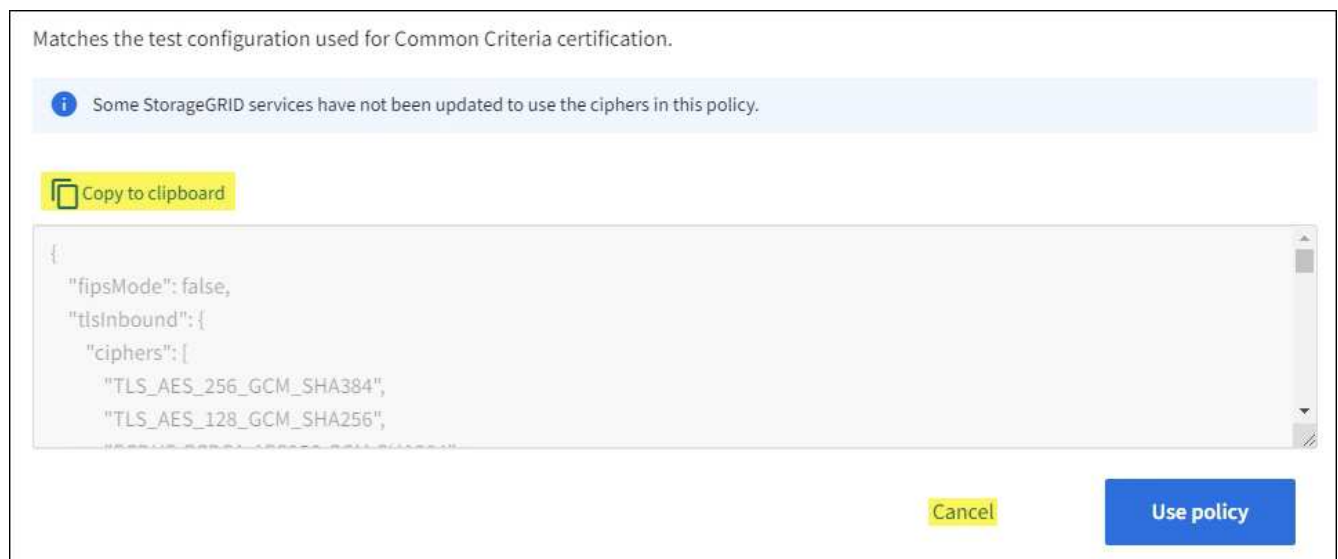 Matches the test configuration used for Common Criteria certification.
Some StorageGRID services have not been updated to use the ciphers in this policy.
Copy to clipboard
{
"fipsMode": false,
"tlsInbound": {
"ciphers": [
"TLS_AES_256_GCM_SHA384",
"TLS_AES_128_GCM_SHA256",
Cancel
Use policy